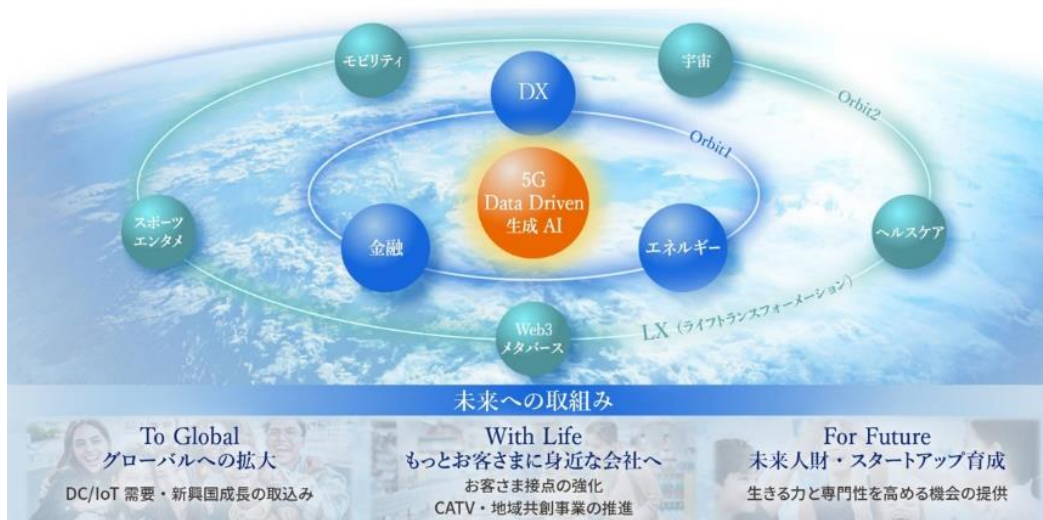 モビリティ
宇宙
DX
Orbit2
Orbit1
5G
Data Driven
生成 AI
スポーツ
エンタメ
金融
エネルギー
ヘルスケア
LX (ライフトランスフォーメーション)
Web3
メタバース
未来への取組み
To Global
グローバルへの拡大
DC/IoT 需要・新興国成長の取込み
With Life
もっとお客さまに身近な会社へ
お客さま接点の強化
CATV・地域共創事業の推進
For Future
未来人財・スタートアップ育成
生きる力と専門性を高める機会の提供